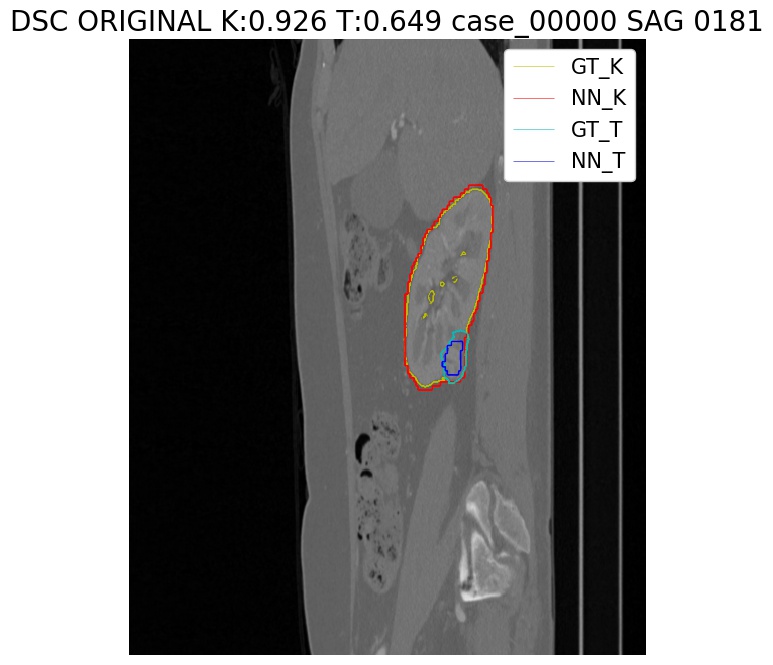 DSC ORIGINAL K:0.926 T:0.649 case_00000 SAG 0181
GT_K
NN_K
GT_T
NN_T